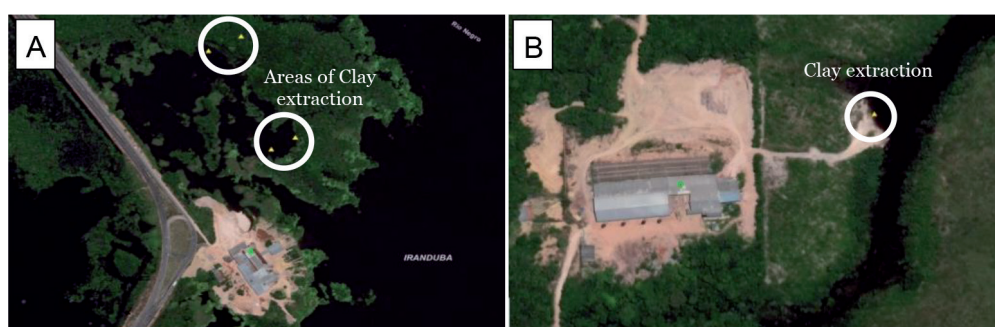 A
Rio Negro
Areas of Clay
extraction
IRANDUBA
B
Clay extraction